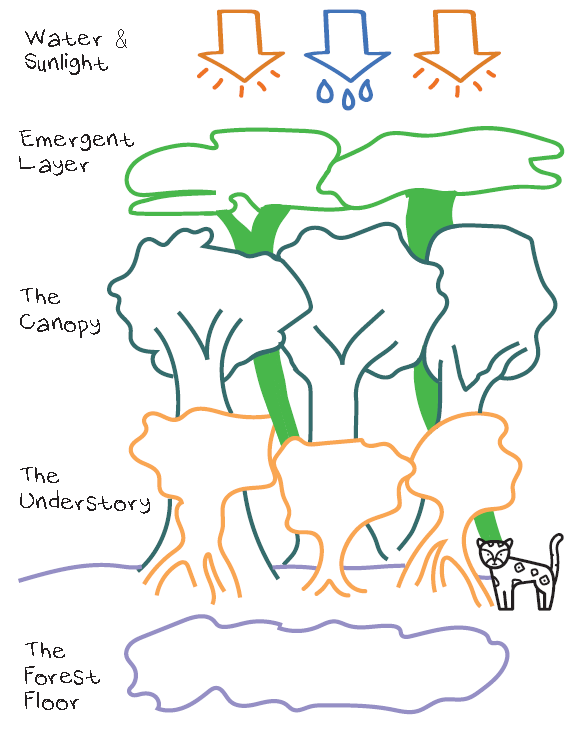 Water &
Sunlight
Emergent
Layer
The
Canopy
The
Understory
The
Forest
Floor